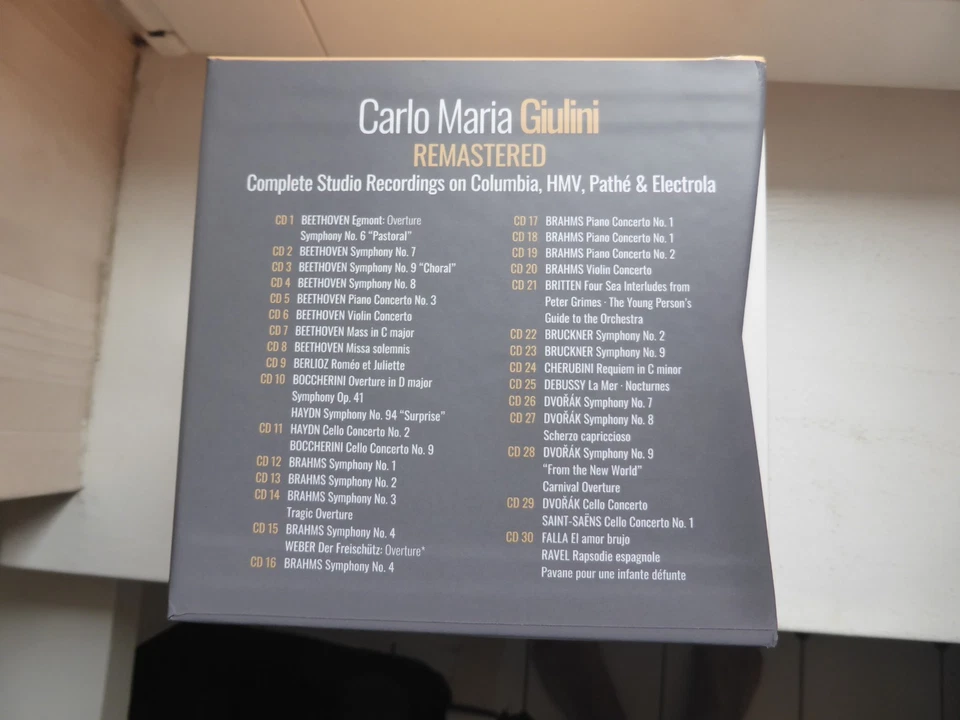 Carlo Maria Giulini
REMASTERED
Complete Studio Recordings on Columbia, HMV, Pathé & Electrola
CD 1 BEETHOVEN Egmont: Overture
Symphony No. 6 “Pastoral”
CD 2 BEETHOVEN Symphony No. 7
CD 3 BEETHOVEN Symphony No. 9 “Choral”
CD 4 BEETHOVEN Symphony No. 8
CD 5 BEETHOVEN Piano Concerto No. 3
CD 6 BEETHOVEN Violin Concerto
CD 7 BEETHOVEN Mass in C major
CD 8 BEETHOVEN Missa solemnis
CD 9 BERLIOZ Roméo et Juliette
CD 10 BOCCHERINI Overture in D major
Symphony Op. 41
HAYDN Symphony No. 94 “Surprise”
CD 11 HAYDN Cello Concerto No. 2
BOCCHERINI Cello Concerto No. 9
CD 12 BRAHMS Symphony No. 1
CD 13 BRAHMS Symphony No. 2
CD 14 BRAHMS Symphony No. 3
Tragic Overture
CD 15 BRAHMS Symphony No. 4
WEBER Der Freischütz: Overture*
CD 16 BRAHMS Symphony No. 4
CD 17 BRAHMS Piano Concerto No. 1
CD 18 BRAHMS Piano Concerto No. 1
CD 19 BRAHMS Piano Concerto No. 2
CD 20 BRAHMS Violin Concerto
CD 21 BRITTEN Four Sea Interludes from
Peter Grimes · The Young Person’s
Guide to the Orchestra
CD 22 BRUCKNER Symphony No. 2
CD 23 BRUCKNER Symphony No. 9
CD 24 CHERUBINI Requiem in C minor
CD 25 DEBUSSY La Mer · Nocturnes
CD 26 DVOŘÁK Symphony No. 7
CD 27 DVOŘÁK Symphony No. 8
Scherzo capriccioso
CD 28 DVOŘÁK Symphony No. 9
“From the New World”
Carnival Overture
CD 29 DVOŘÁK Cello Concerto
SAINT-SAËNS Cello Concerto No. 1
CD 30 FALLA El amor brujo
RAVEL Rapsodie espagnole
Pavane pour une infante défunte